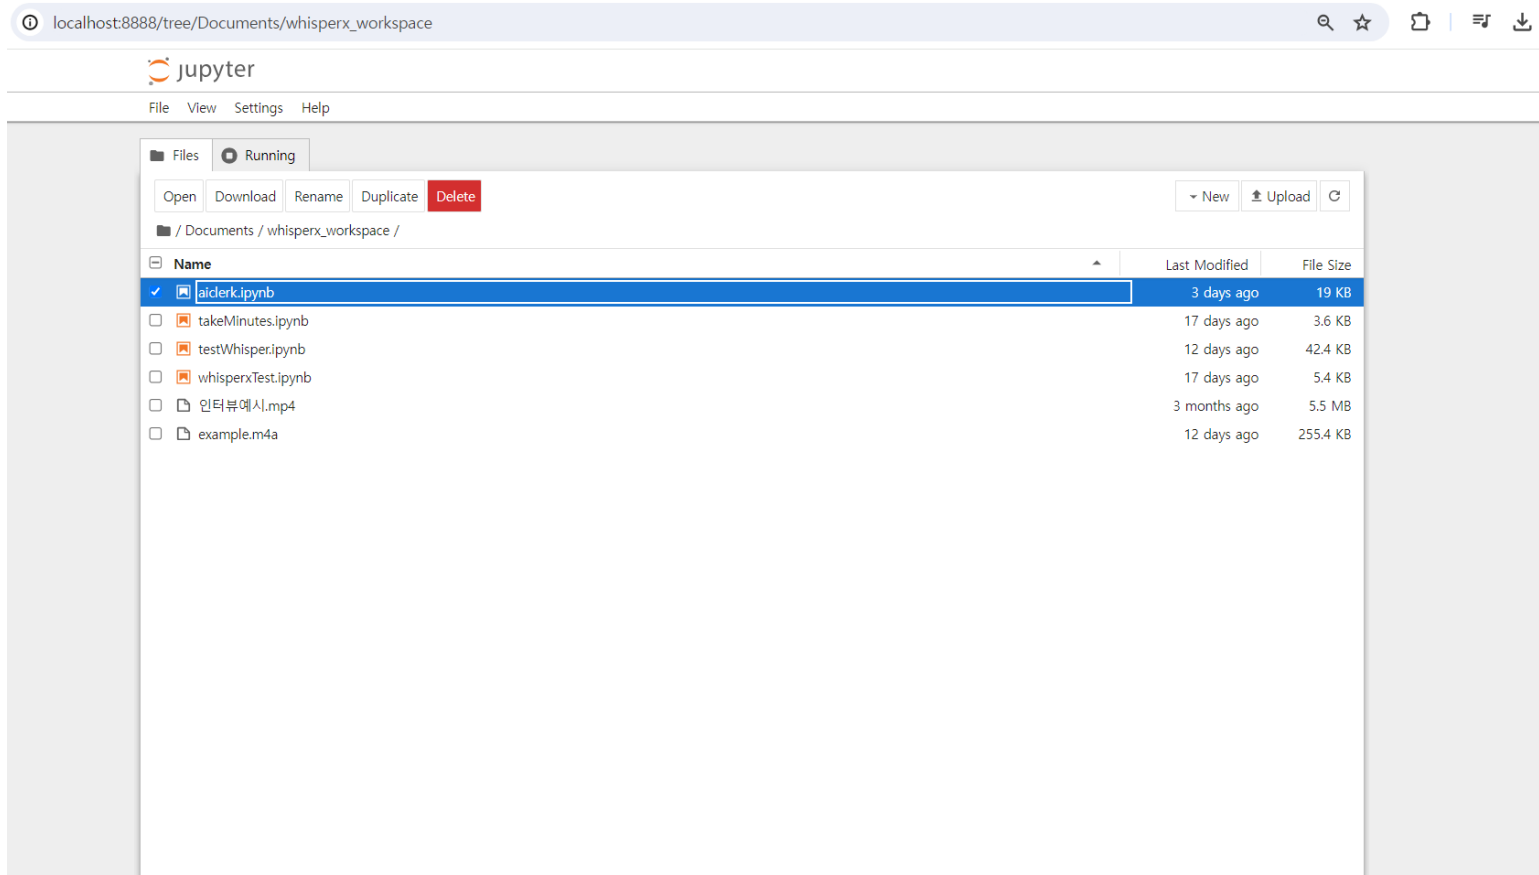 localhost:8888/tree/Documents/whisperx_workspace
jupyter
File View Settings Help
Files Running
Open Download Rename Duplicate Delete New Upload
/ Documents / whisperx_workspace /
Name Last Modified File Size
aiclerk.ipynb 3 days ago 19 KB
takeMinutes.ipynb 17 days ago 3.6 KB
testWhisper.ipynb 12 days ago 42.4 KB
whisperxTest.ipynb 17 days ago 5.4 KB
인터뷰예시.mp4 3 months ago 5.5 MB
example.m4a 12 days ago 255.4 KB